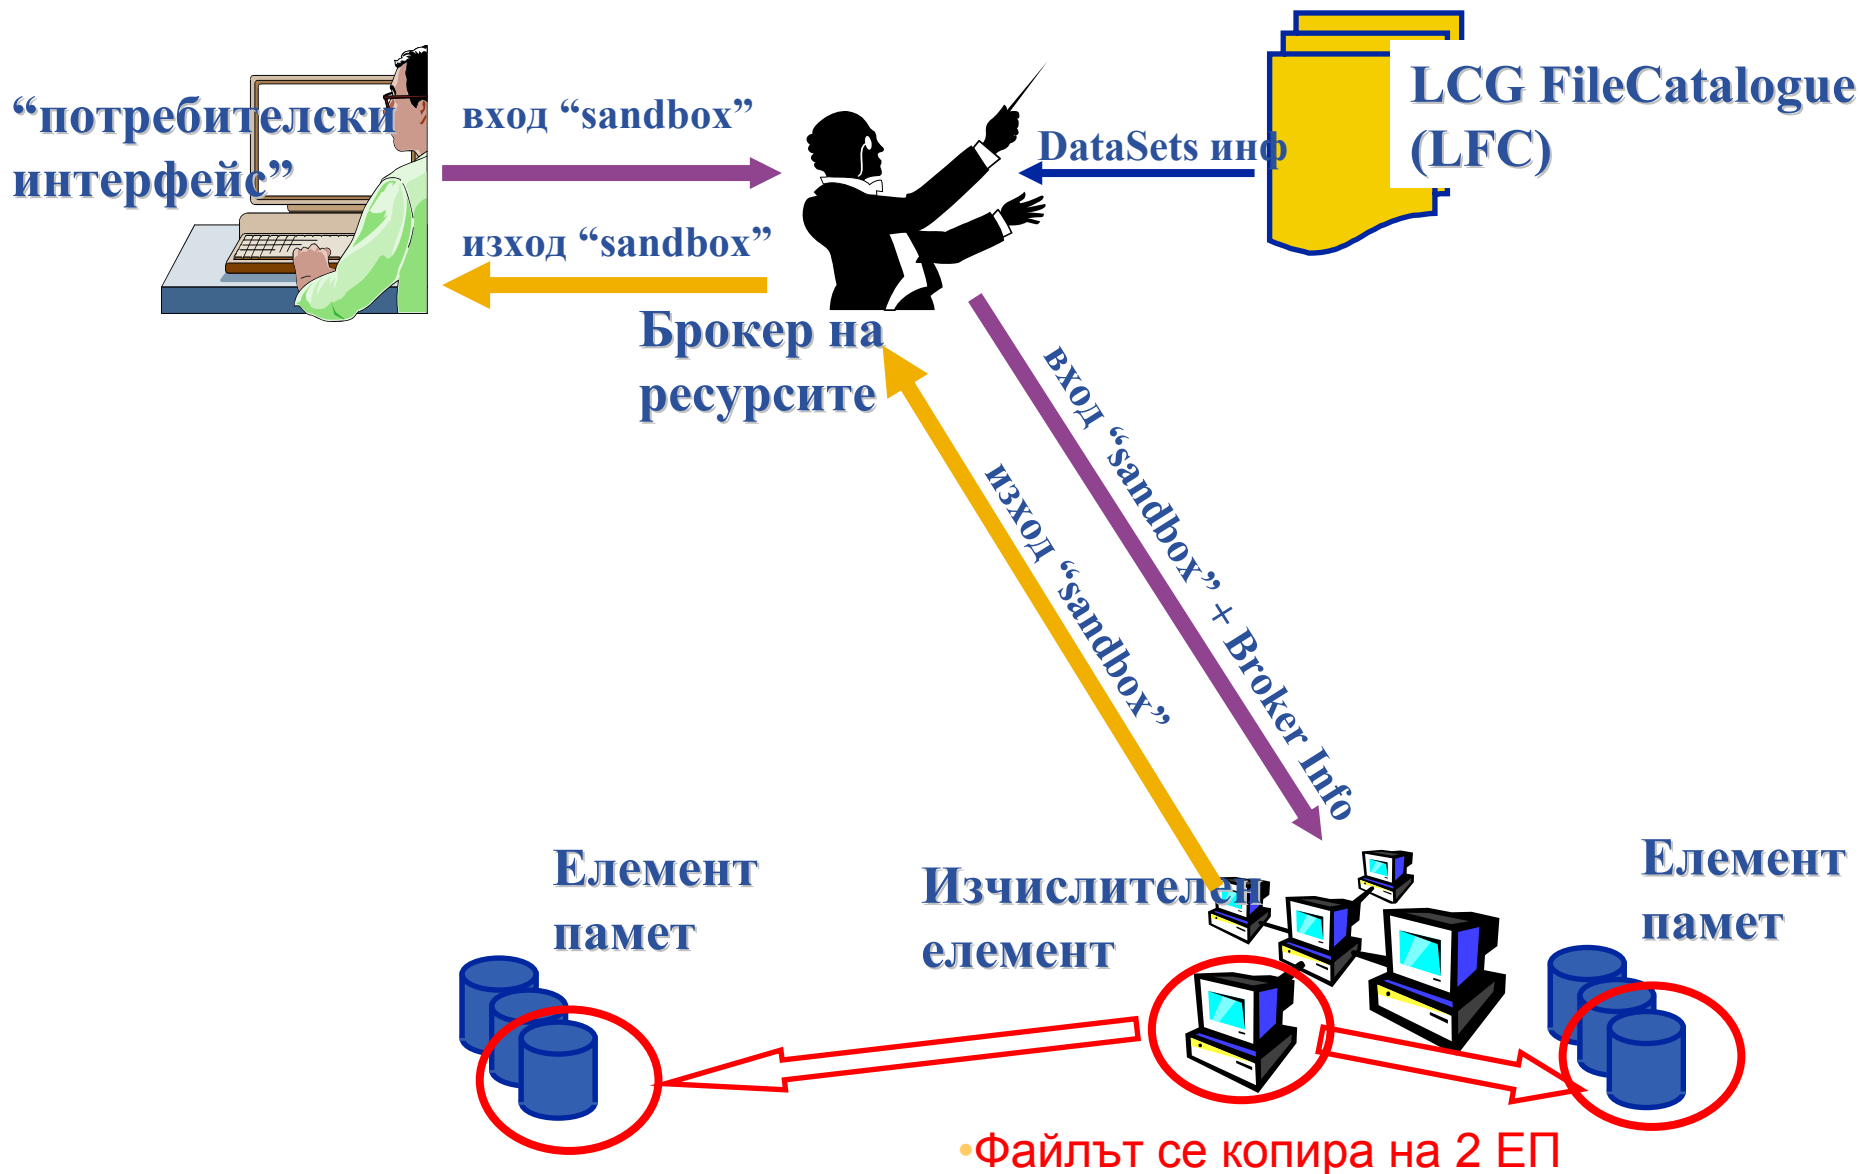 “потребителски
интерфейс”
вход “sandbox”
изход “sandbox”
DataSets инф
LCG FileCatalogue
(LFC)
Брокер на
ресурсите
вход “sandbox” + Broker Info
изход “sandbox”
Елемент
памет
Изчислителен
елемент
Елемент
памет
•Файлът се копира на 2 ЕП